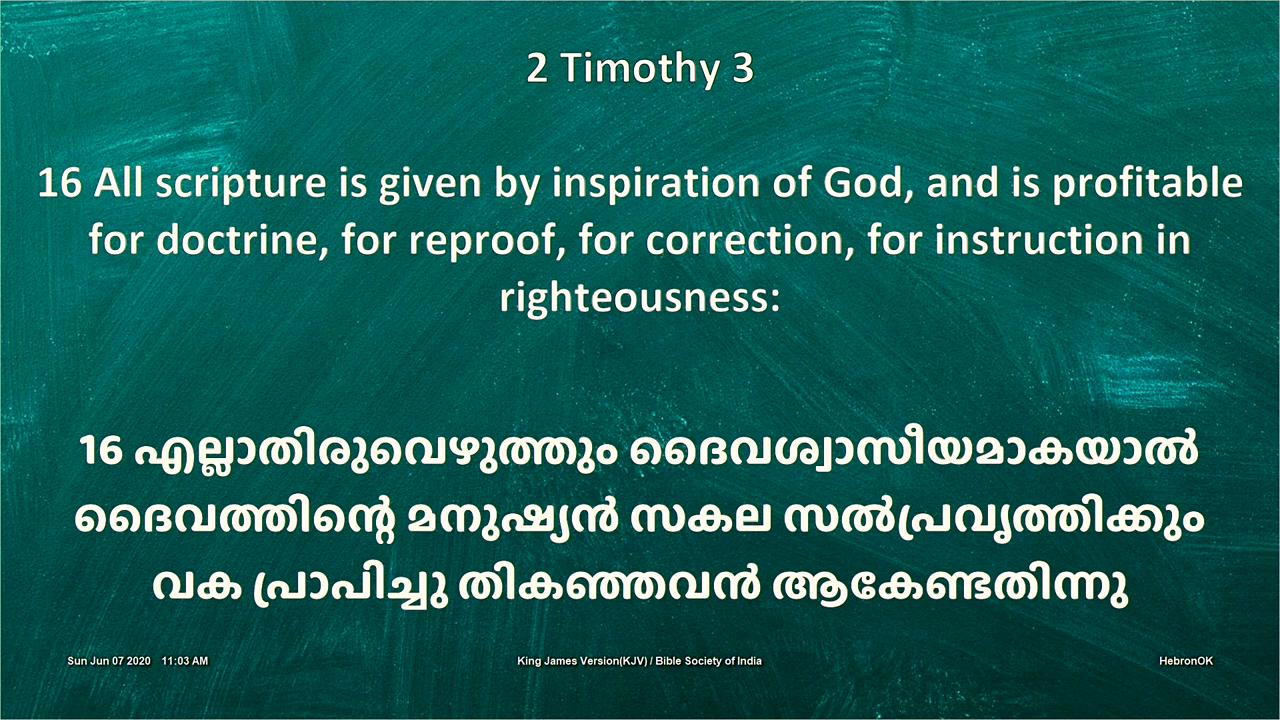 2 Timothy 3
16 All scripture is given by inspiration of God, and is profitable
for doctrine, for reproof, for correction, for instruction in
righteousness:
16 എല്ലാതിരുവെഴുത്തും ദൈവശ്വാസീയമാകയാൽ
ദൈവത്തിന്റെ മനുഷ്യൻ സകല സൽപ്രവൃത്തിക്കും
വക പ്രാപിച്ചു തികഞ്ഞവൻ ആകേണ്ടതിന്നു
Sun Jun 07 2020 11:03 AM King James Version(KJV) / Bible Society of India HebronOK